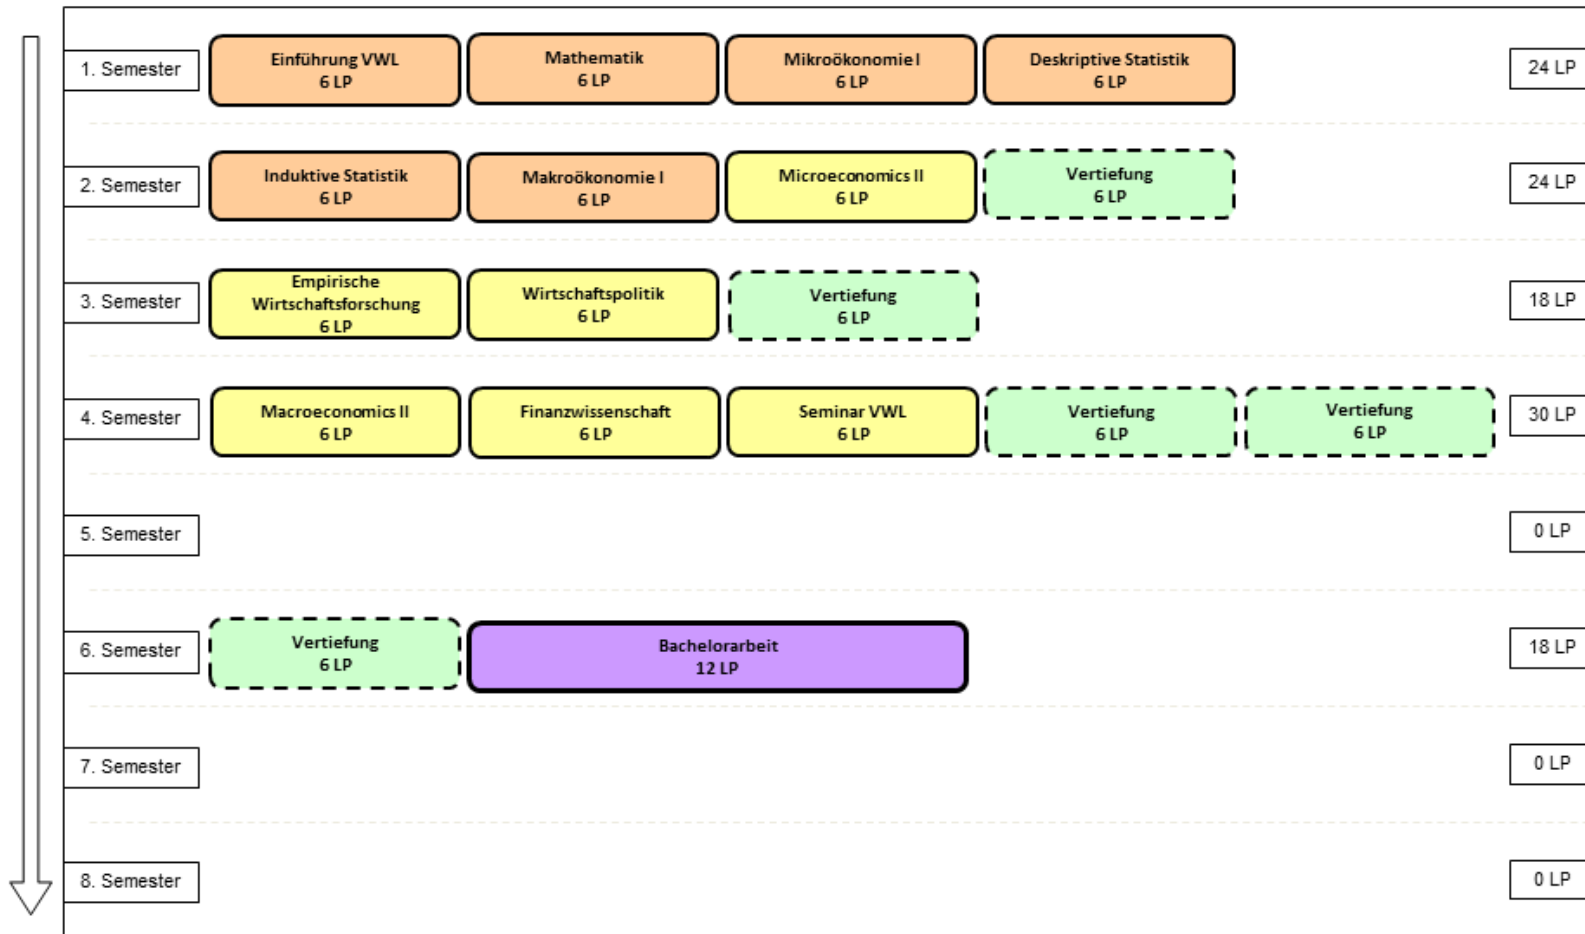 1. Semester
Einführung VWL
6 LP
Mathematik
6 LP
Mikroökonomie I
6 LP
Deskriptive Statistik
6 LP
24 LP
2. Semester
Induktive Statistik
6 LP
Makroökonomie I
6 LP
Microeconomics II
6 LP
Vertiefung
6 LP
24 LP
3. Semester
Empirische
Wirtschaftsforschung
6 LP
Wirtschaftspolitik
6 LP
Vertiefung
6 LP
18 LP
4. Semester
Macroeconomics II
6 LP
Finanzwissenschaft
6 LP
Seminar VWL
6 LP
Vertiefung
6 LP
Vertiefung
6 LP
30 LP
5. Semester
0 LP
6. Semester
Vertiefung
6 LP
Bachelorarbeit
12 LP
18 LP
7. Semester
0 LP
8. Semester
0 LP